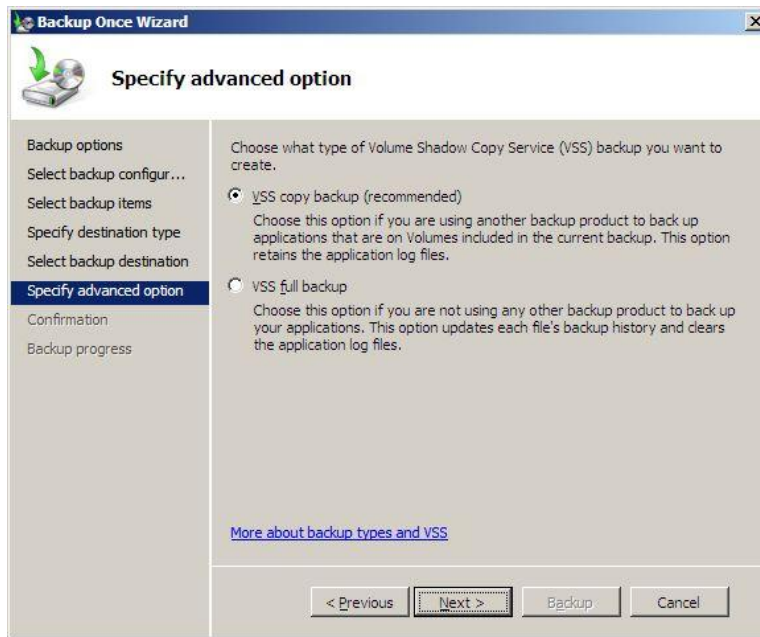 Backup Once Wizard
Specify advanced option
Backup options
Select backup configur...
Select backup items
Specify destination type
Select backup destination
Specify advanced option
Confirmation
Backup progress
Choose what type of Volume Shadow Copy Service (VSS) backup you want to
create.
VSS copy backup (recommended)
Choose this option if you are using another backup product to back up
applications that are on Volumes included in the current backup. This option
retains the application log files.
VSS full backup
Choose this option if you are not using any other backup product to back up
your applications. This option updates each file's backup history and clears
the application log files.
More about backup types and VSS
< Previous
Next >
Backup
Cancel